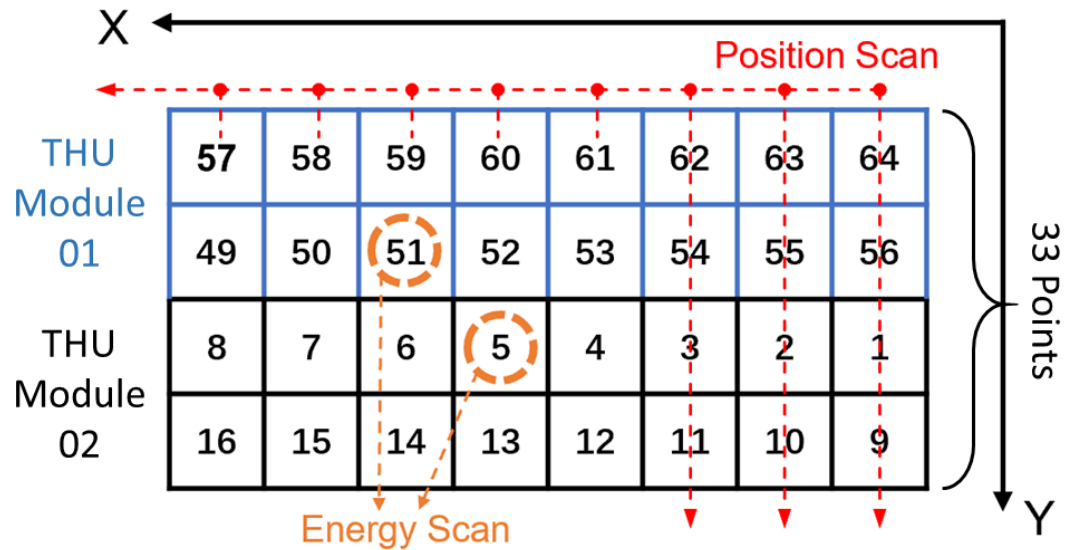 X
Position Scan
THU
Module
01
57 58 59 60 61 62 63 64
49 50 51 52 53 54 55 56
THU
Module
02
8 7 6 5 4 3 2 1
16 15 14 13 12 11 10 9
33 Points
Energy Scan
Y